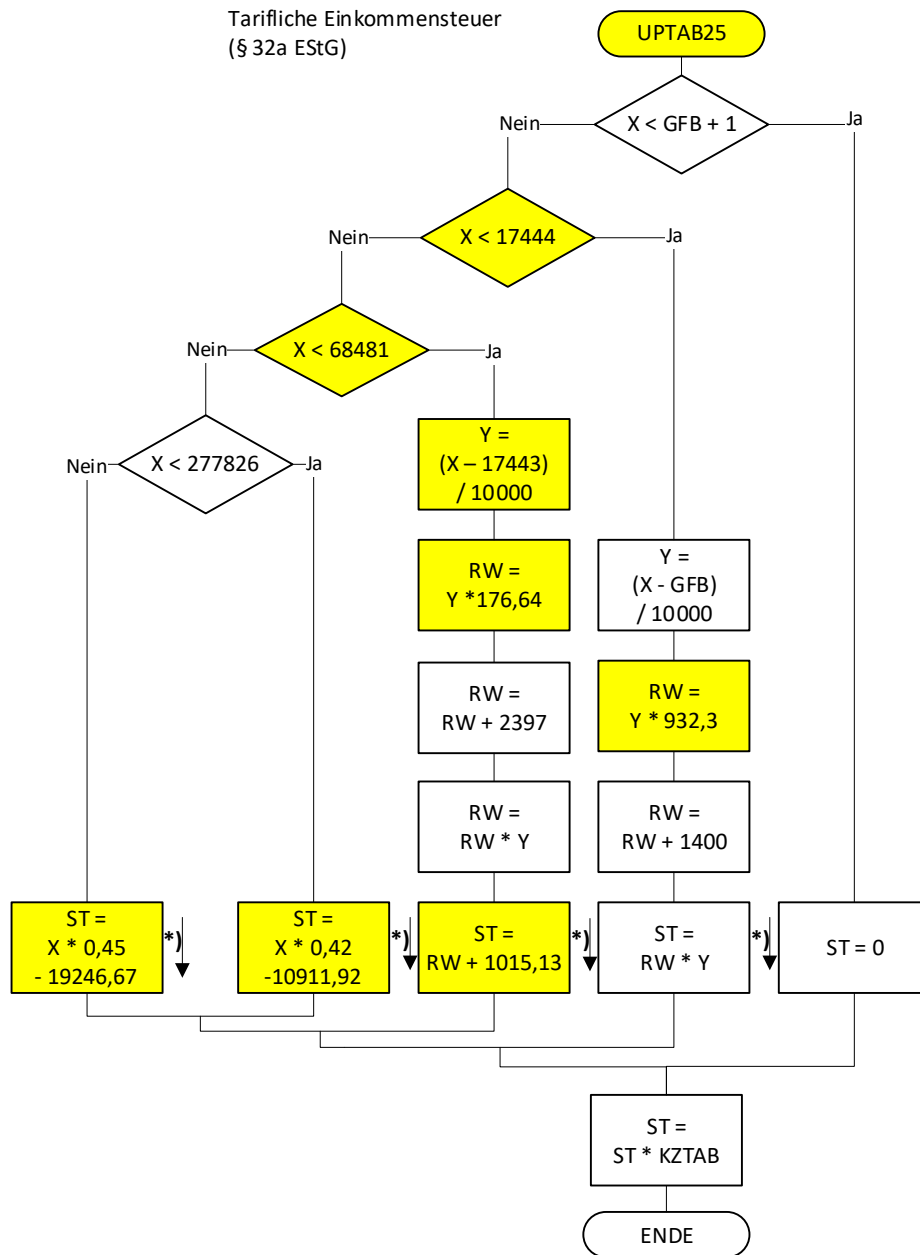 Tarifliche Einkommensteuer
(§ 32a EStG)
UPTAB25
X < GFB + 1
Nein
Ja
X < 17444
Nein
Ja
X < 68481
Nein
Ja
X < 277826
Nein
Ja
Y =
(X – 17443)
/ 10000
RW =
Y *176,64
RW =
RW + 2397
RW =
RW * Y
Y =
(X - GFB)
/ 10000
RW =
Y * 932,3
RW =
RW + 1400
ST =
X * 0,45
- 19246,67
*)
ST =
X * 0,42
-10911,92
*)
ST =
RW + 1015,13
*)
ST =
RW * Y
*)
ST = 0
ST =
ST * KZTAB
ENDE